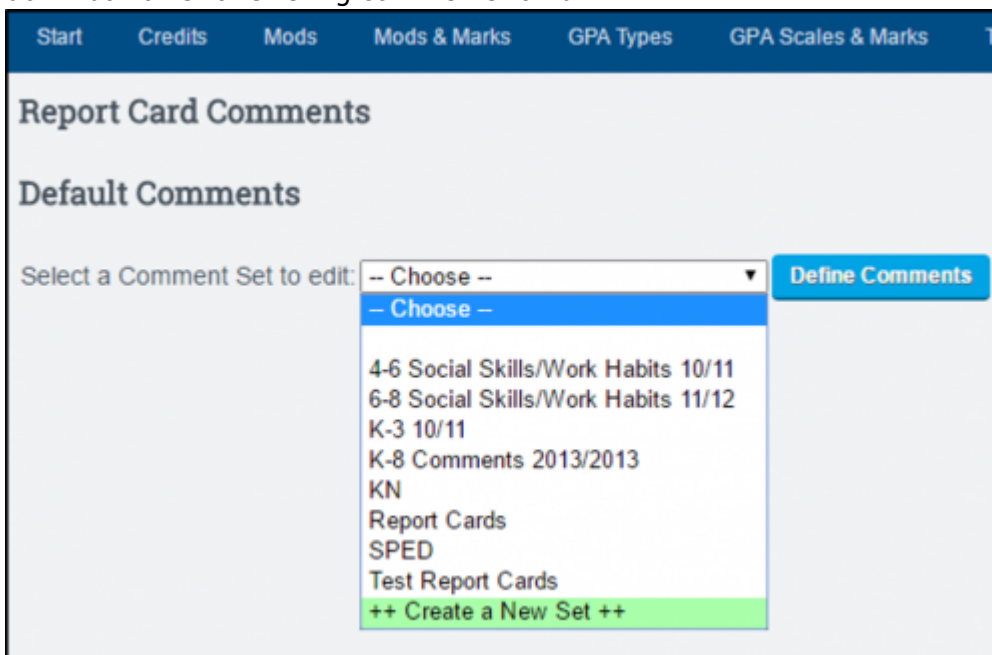 Start Credits Mods Mods & Marks GPA Types GPA Scales & Marks
Report Card Comments
Default Comments
Select a Comment Set to edit: -- Choose -- Define Comments
-- Choose --
4-6 Social Skills/Work Habits 10/11
6-8 Social Skills/Work Habits 11/12
K-3 10/11
K-8 Comments 2013/2013
KN
Report Cards
SPED
Test Report Cards
++ Create a New Set ++